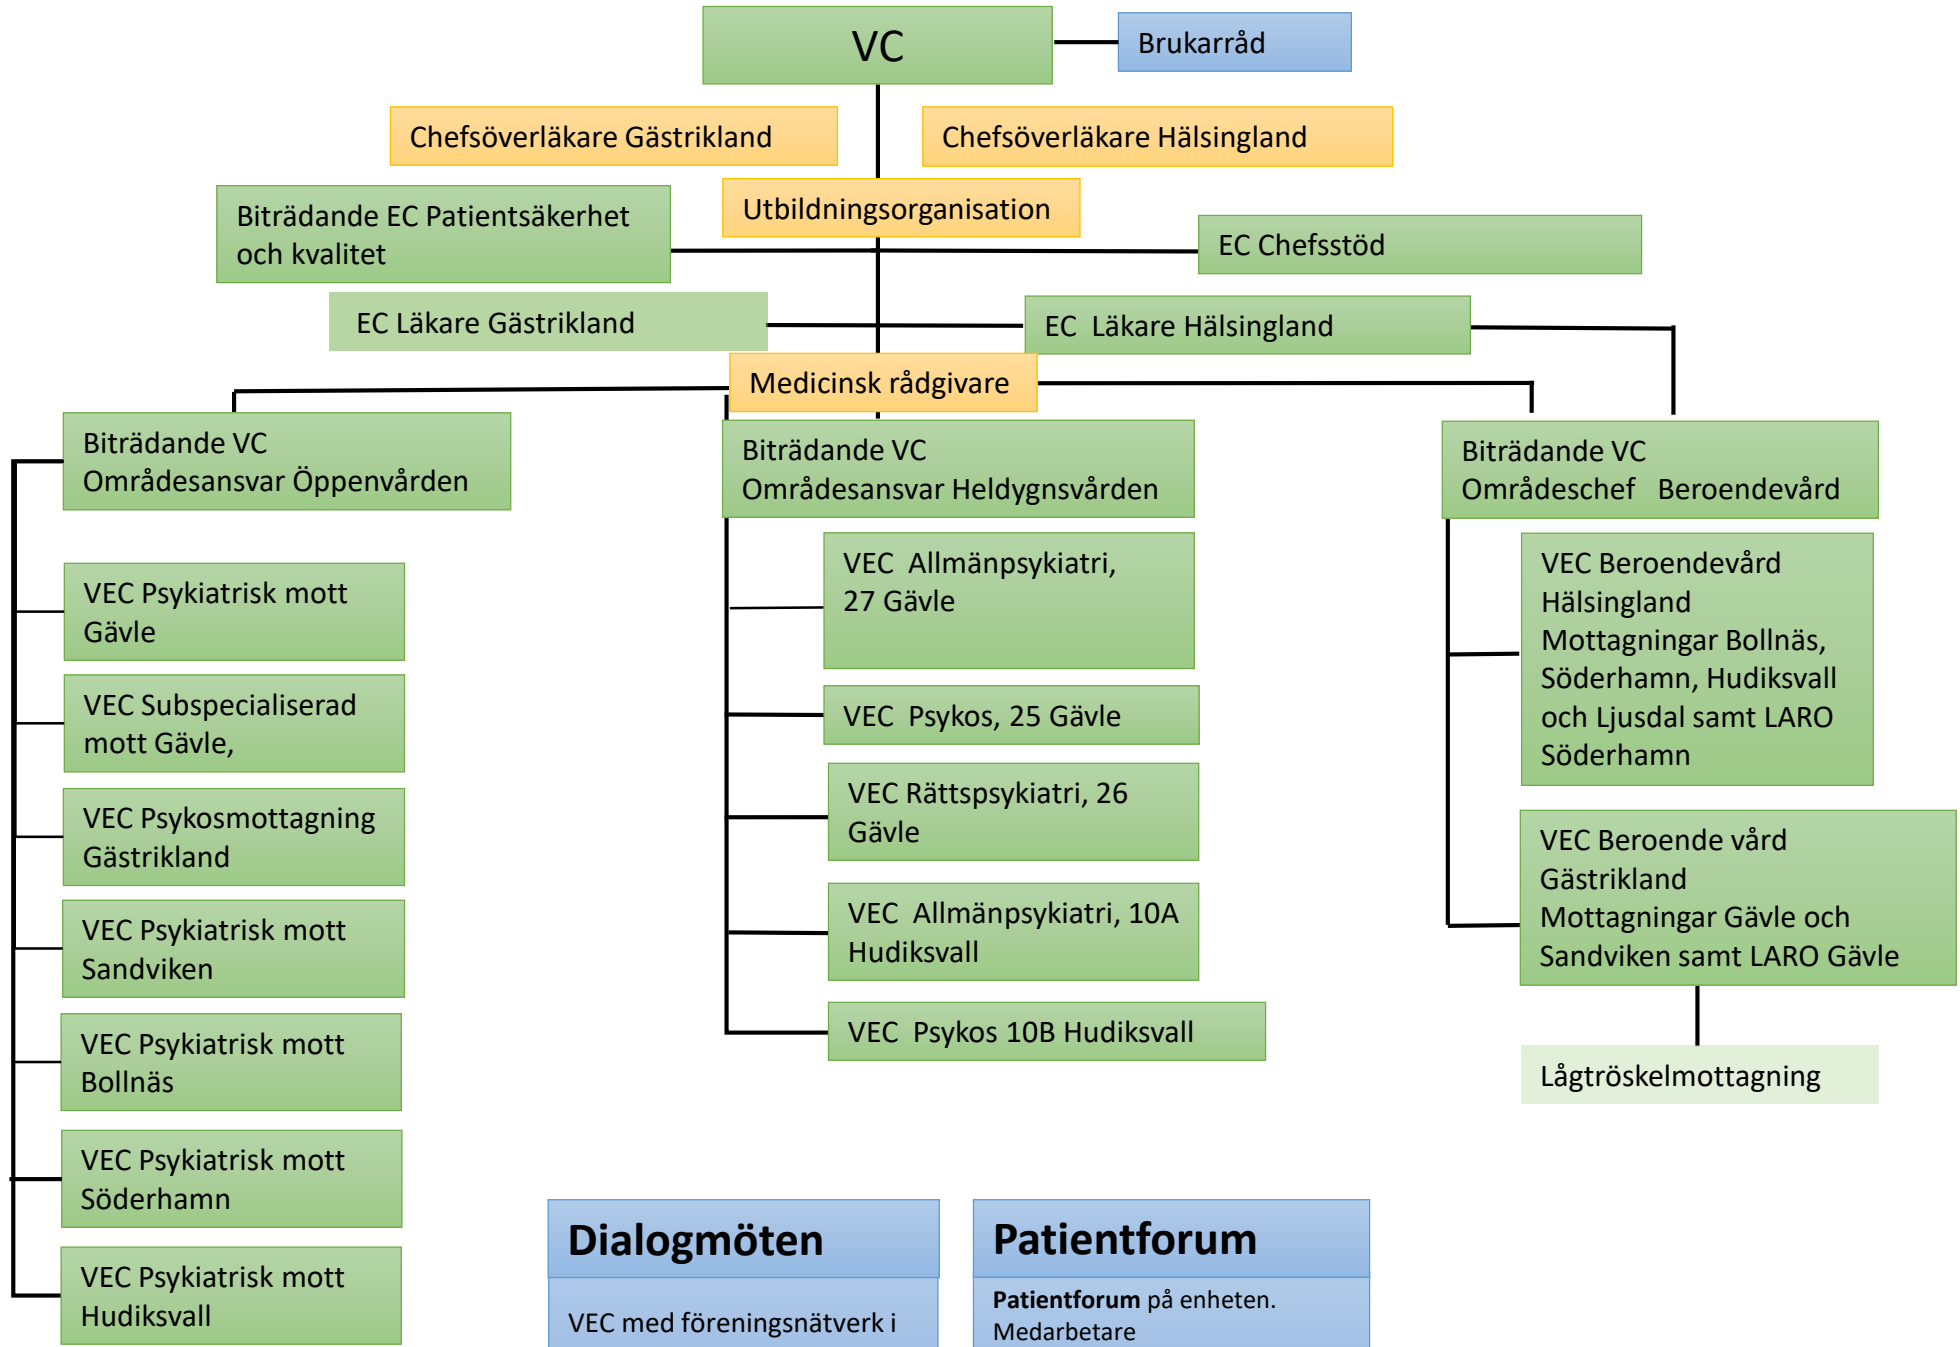 VC
Brukarråd
Chefsöverläkare Gästrikland
Chefsöverläkare Hälsingland
Utbildningsorganisation
Biträdande EC Patientsäkerhet
och kvalitet
EC Chefsstöd
EC Läkare Gästrikland
EC Läkare Hälsingland
Medicinsk rådgivare
Biträdande VC
Områdesansvar Öppenvården
VEC Psykiatrisk mott
Gävle
VEC Subspecialiserad
mott Gävle,
VEC Psykosmottagning
Gästrikland
VEC Psykiatrisk mott
Sandviken
VEC Psykiatrisk mott
Bollnäs
VEC Psykiatrisk mott
Söderhamn
VEC Psykiatrisk mott
Hudiksvall
Biträdande VC
Områdesansvar Heldygnsvården
VEC Allmänpsykiatri,
27 Gävle
VEC Psykos, 25 Gävle
VEC Rättspsykiatri, 26
Gävle
VEC Allmänpsykiatri, 10A
Hudiksvall
VEC Psykos 10B Hudiksvall
Biträdande VC
Områdeschef Beroendevård
VEC Beroendevård
Hälsingland
Mottagningar Bollnäs,
Söderhamn, Hudiksvall
och Ljusdal samt LARO
Söderhamn
VEC Beroende vård
Gästrikland
Mottagningar Gävle och
Sandviken samt LARO Gävle
Lågtröskelmottagning
Dialogmöten
VEC med föreningsnätverk i
Patientforum
Patientforum på enheten.
Medarbetare